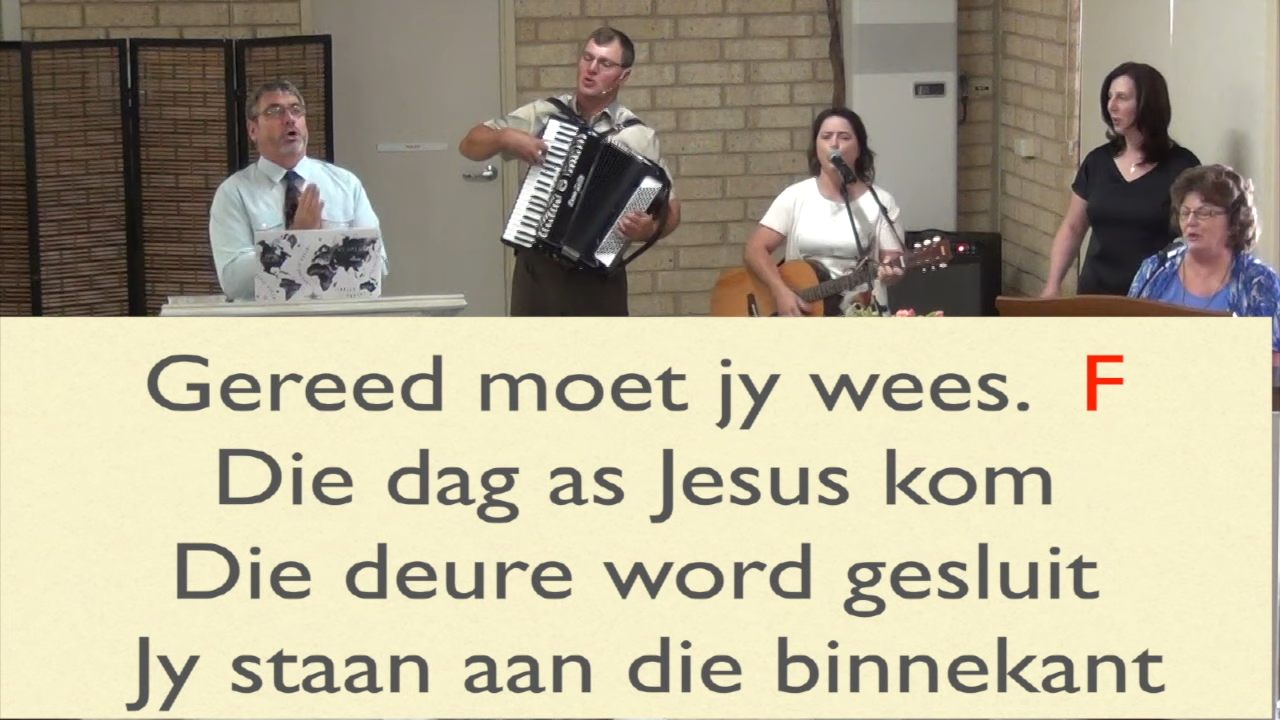 Gereed moet jy wees. F
Die dag as Jesus kom
Die deure word gesluit
Jy staan aan die binnekant